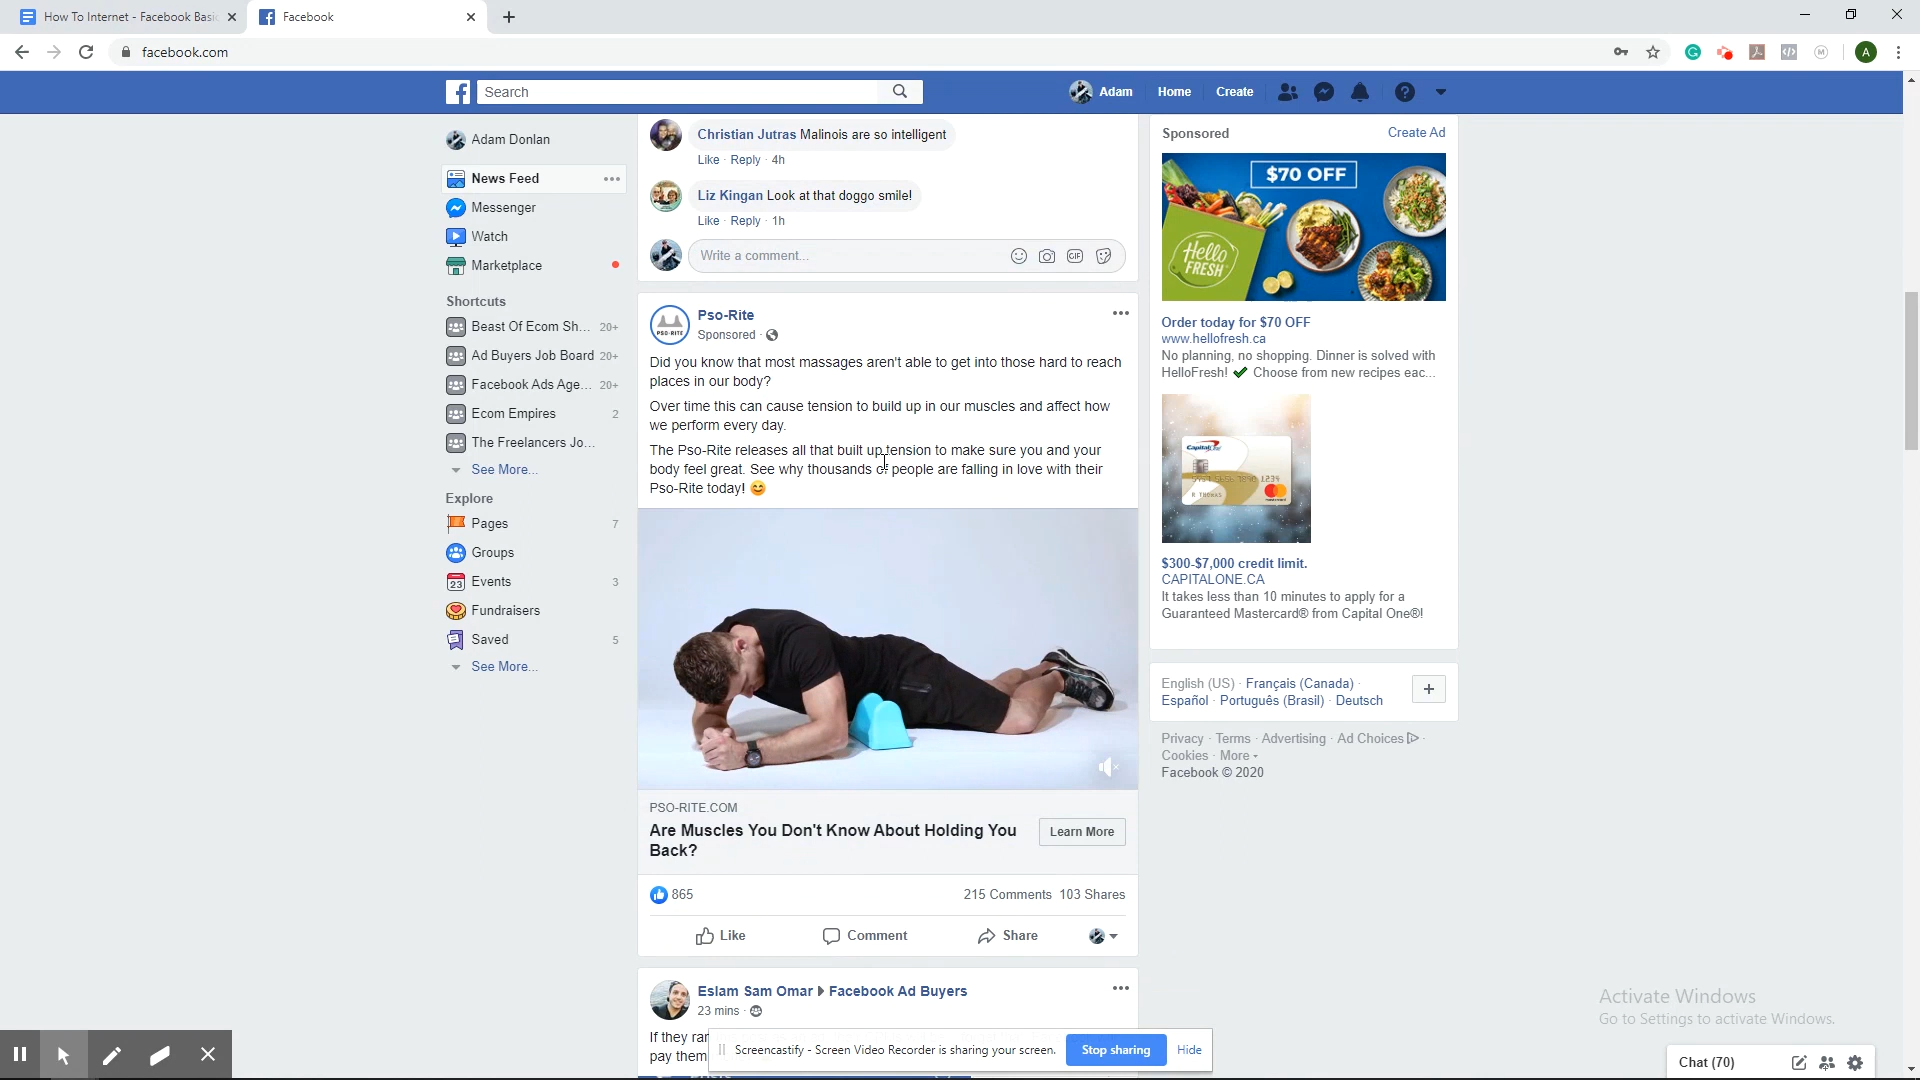 How To Internet - Facebook Basic
Facebook
facebook.com
A
Search
Adam
Home
Create
Adam Donlan
News Feed
Messenger
Watch
Marketplace
Shortcuts
Beast Of Ecom Sh... 20+
Ad Buyers Job Board 20+
Facebook Ads Age... 20+
Ecom Empires 2
The Freelancers Jo...
See More...
Explore
Pages 7
Groups
23 Events 3
Fundraisers
Saved 5
See More...
Christian Jutras Malinois are so intelligent
Like · Reply · 4h
Liz Kingan Look at that doggo smile!
Like · Reply · 1h
Write a comment...
GIF
PSO-RITE
Pso-Rite
Sponsored ·
Did you know that most massages aren't able to get into those hard to reach
places in our body?
Over time this can cause tension to build up in our muscles and affect how
we perform every day.
The Pso-Rite releases all that built up tension to make sure you and your
body feel great. See why thousands of people are falling in love with their
Pso-Rite today! 😊
PSO-RITE.COM
Are Muscles You Don't Know About Holding You
Back?
Learn More
865
215 Comments 103 Shares
Like
Comment
Share
Eslam Sam Omar ▶ Facebook Ad Buyers
23 mins ·
If they ran
pay them
Screencastify - Screen Video Recorder is sharing your screen.
Stop sharing
Hide
Sponsored
Create Ad
$70 OFF
Hello
FRESH
Order today for $70 OFF
www.hellofresh.ca
No planning, no shopping. Dinner is solved with
HelloFresh! ✔ Choose from new recipes eac...
Capital One
R THOMAS
$300-$7,000 credit limit.
CAPITALONE.CA
It takes less than 10 minutes to apply for a
Guaranteed Mastercard® from Capital One®!
English (US) · Français (Canada) ·
Español · Português (Brasil) · Deutsch
+
Privacy · Terms · Advertising · Ad Choices ·
Cookies · More
Facebook © 2020
Activate Windows
Go to Settings to activate Windows.
Chat (70)